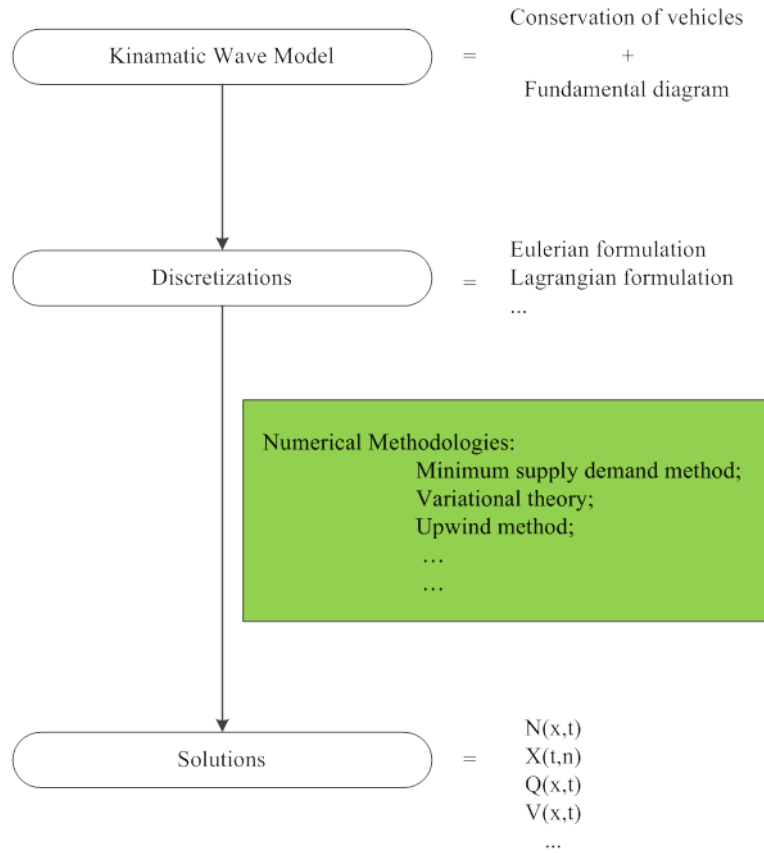 Kinamatic Wave Model
=
Conservation of vehicles
+
Fundamental diagram
Discretizations
=
Eulerian formulation
Lagrangian formulation
...
Numerical Methodologies:
Minimum supply demand method;
Variational theory;
Upwind method;
...
...
Solutions
=
N(x,t)
X(t,n)
Q(x,t)
V(x,t)
...